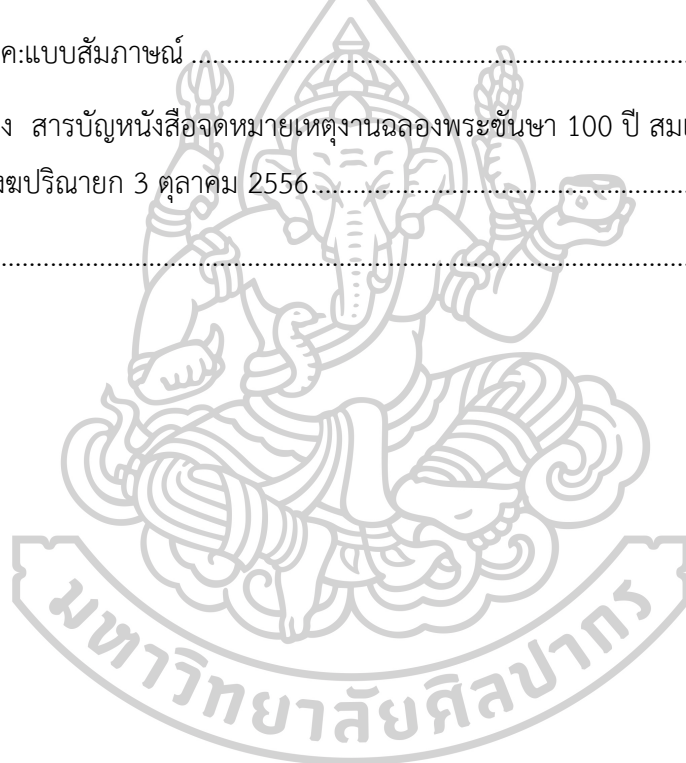 ค:แบบสัมภาษณ์ ................................................................................
ง สารบัญหนังสือจดหมายเหตุงานฉลองพระชันษา 100 ปี
ฆปริณายก 3 ตุลาคม 2556............................................................
................................................................................................
มหาวิทยาลัยศิลปากร